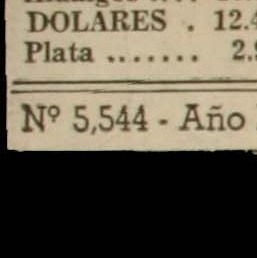 DOLARES . 12.4
Plata ....... 2.
Nº 5,544 - Año